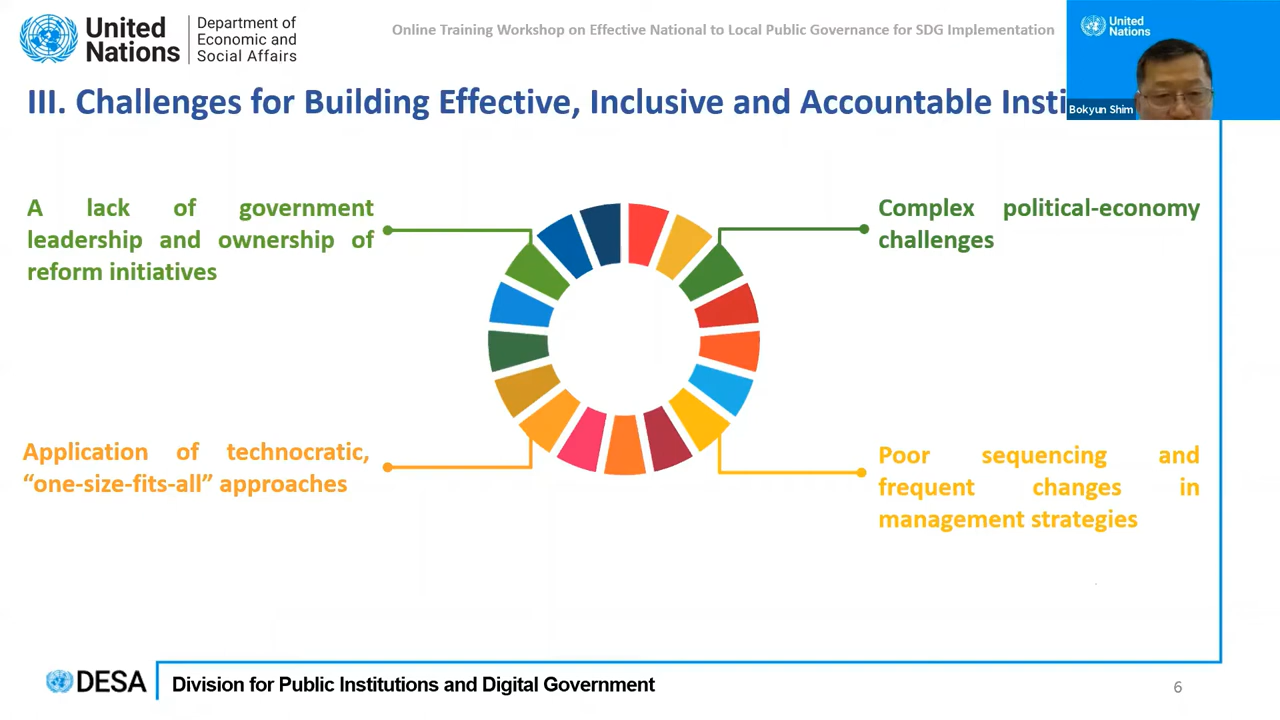 United
Nations
Department of
Economic and
Social Affairs
Online Training Workshop on Effective National to Local Public Governance for SDG Implementation
United
Nations
Bokyun Shim
III. Challenges for Building Effective, Inclusive and Accountable Insti
A lack of government
leadership and ownership of
reform initiatives
Complex political-economy
challenges
Application of technocratic,
“one-size-fits-all” approaches
Poor sequencing and
frequent changes in
management strategies
DESA
Division for Public Institutions and Digital Government
6